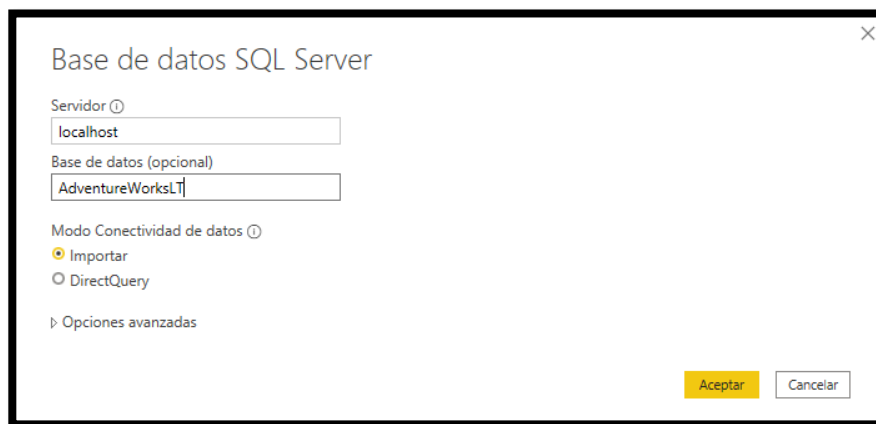 Base de datos SQL Server
Servidor
localhost
Base de datos (opcional)
AdventureWorksLT
Modo Conectividad de datos
Importar
DirectQuery
Opciones avanzadas
Aceptar Cancelar